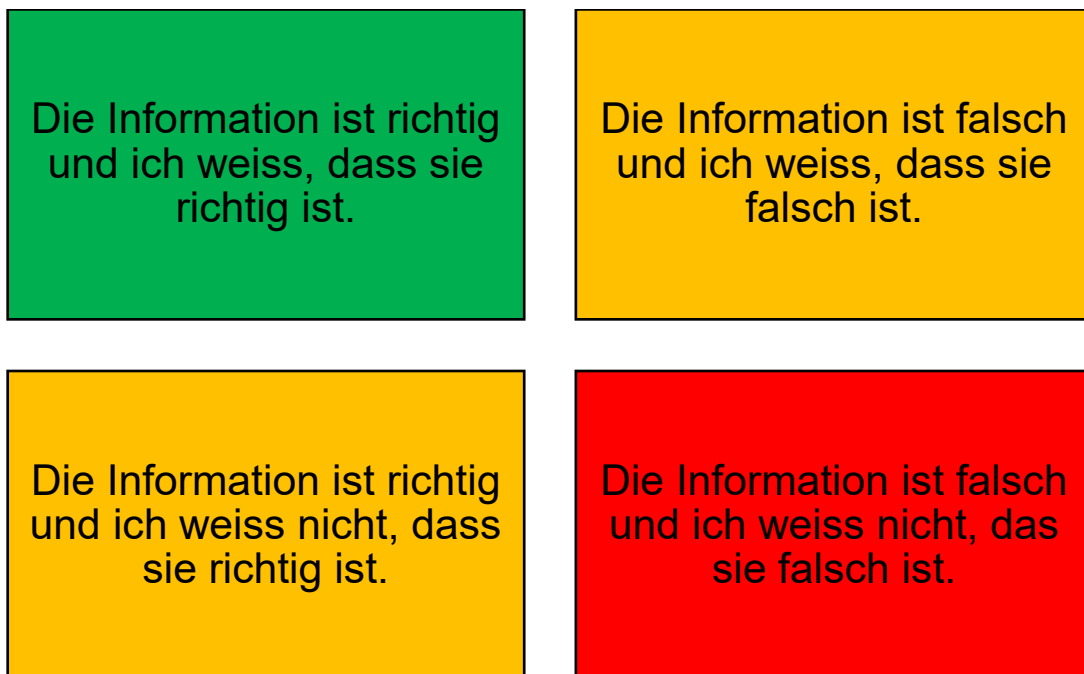 Die Information ist richtig
und ich weiss, dass sie
richtig ist.
Die Information ist falsch
und ich weiss, dass sie
falsch ist.
Die Information ist richtig
und ich weiss nicht, dass
sie richtig ist.
Die Information ist falsch
und ich weiss nicht, das
sie falsch ist.